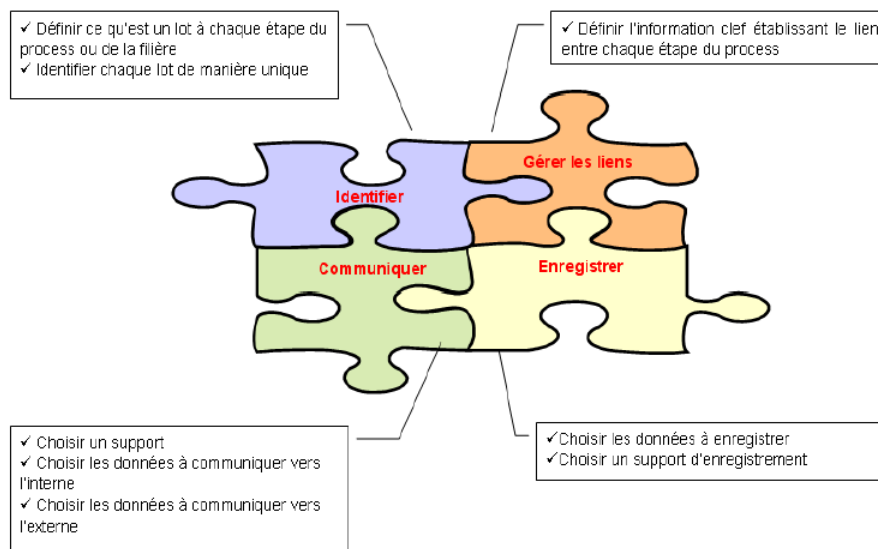 ✓ Définir ce qu'est un lot à chaque étape du
process ou de la filière
✓ Identifier chaque lot de manière unique
✓ Définir l'information clef établissant le lien
entre chaque étape du process
Gérer les liens
Identifier
Communiquer
Enregistrer
✓ Choisir un support
✓ Choisir les données à communiquer vers
l'interne
✓ Choisir les données à communiquer vers
l'externe
✓Choisir les données à enregistrer
✓Choisir un support d'enregistrement